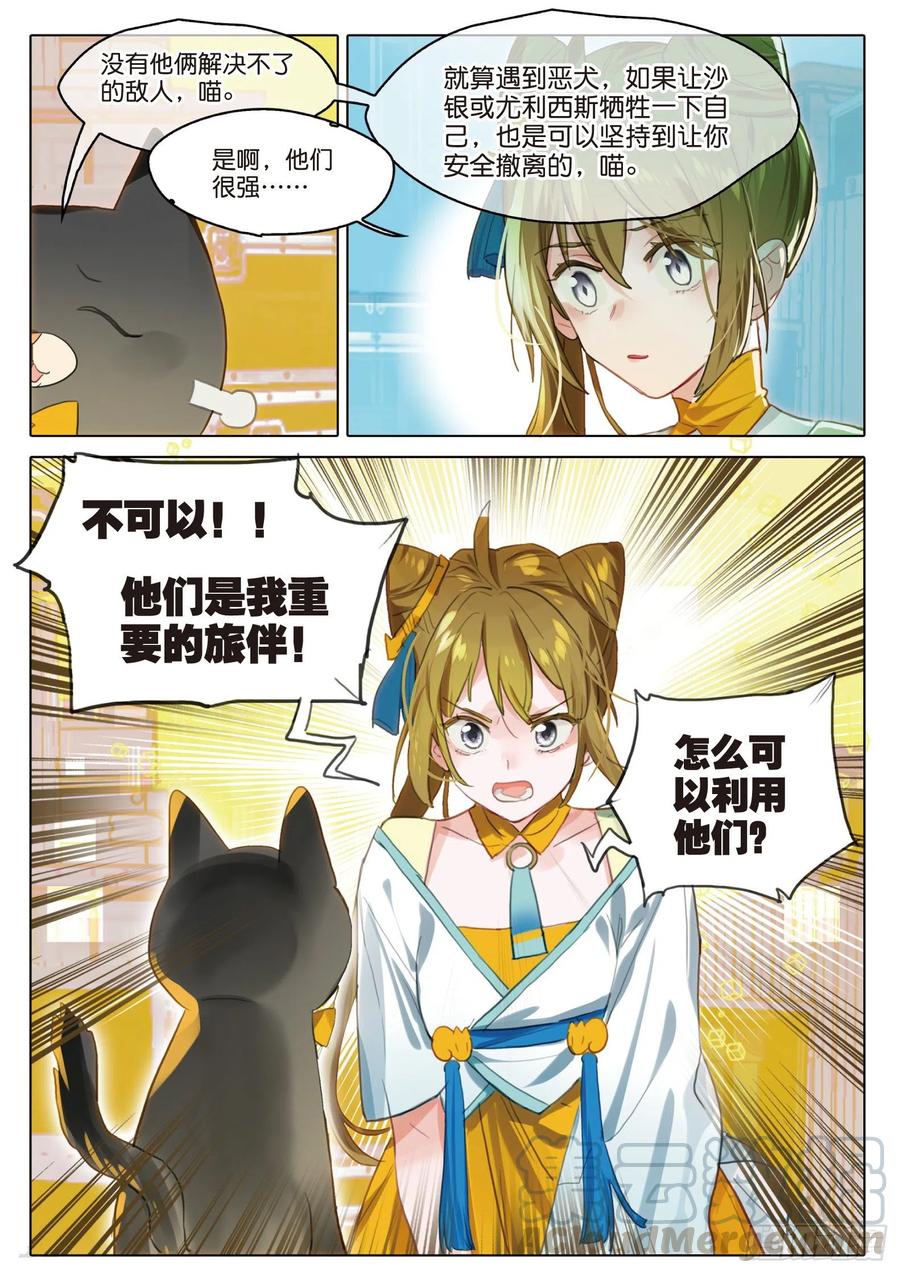 没有他俩解决不了
的敌人，喵。
是啊，他们
很强……
就算遇到恶犬，如果让沙
银或尤利西斯牺牲一下自
己，也是可以坚持到让你
安全撤离的，喵。
不可以！！
他们是我重
要的旅伴！
怎么可
以利用
他们？